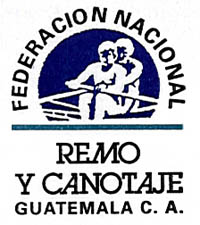 FEDERACION NACIONAL
REMO
Y CANOTAJE
GUATEMALA C. A.